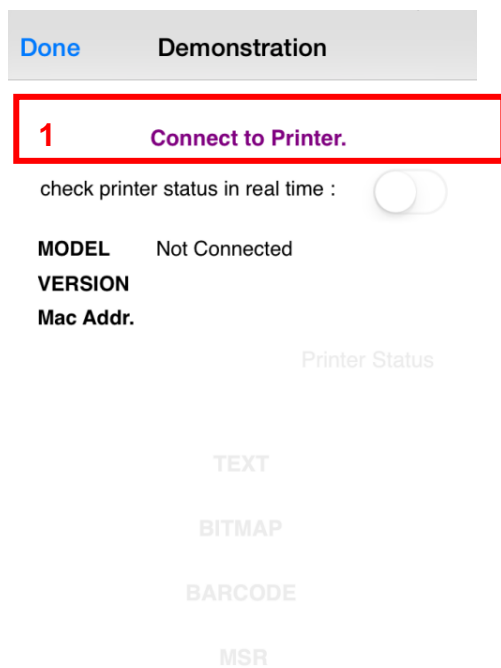 Done Demonstration
1 Connect to Printer.
check printer status in real time :
MODEL Not Connected
VERSION
Mac Addr.
Printer Status
TEXT
BITMAP
BARCODE
MSR